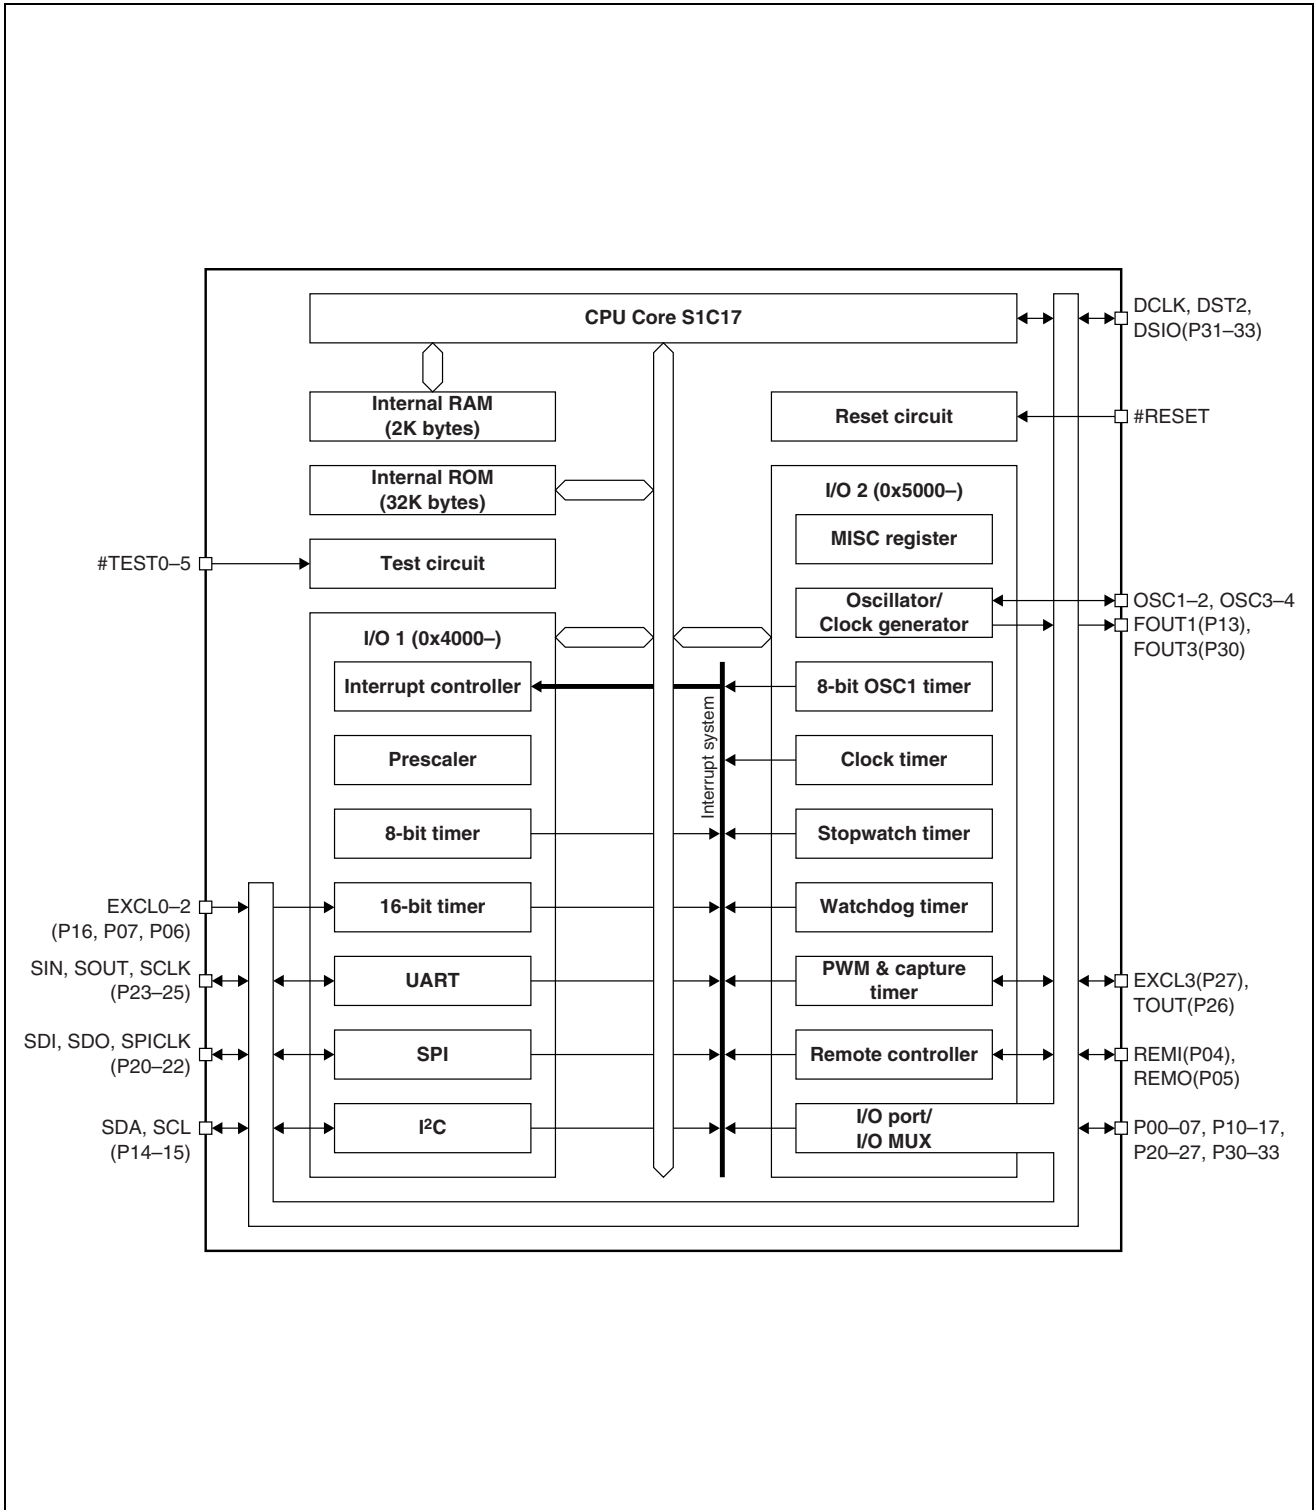 CPU Core S1C17
DCLK, DST2,
DSIO(P31–33)
Internal RAM
(2K bytes)
Reset circuit
#RESET
Internal ROM
(32K bytes)
I/O 2 (0x5000–)
MISC register
#TEST0–5
Test circuit
Oscillator/
Clock generator
OSC1–2, OSC3–4
FOUT1(P13),
FOUT3(P30)
I/O 1 (0x4000–)
Interrupt controller
8-bit OSC1 timer
Interrupt system
Prescaler
Clock timer
8-bit timer
Stopwatch timer
EXCL0–2
(P16, P07, P06)
16-bit timer
Watchdog timer
SIN, SOUT, SCLK
(P23–25)
UART
PWM & capture
timer
EXCL3(P27),
TOUT(P26)
SDI, SDO, SPICLK
(P20–22)
SPI
Remote controller
REMI(P04),
REMO(P05)
SDA, SCL
(P14–15)
I²C
I/O port/
I/O MUX
P00–07, P10–17,
P20–27, P30–33